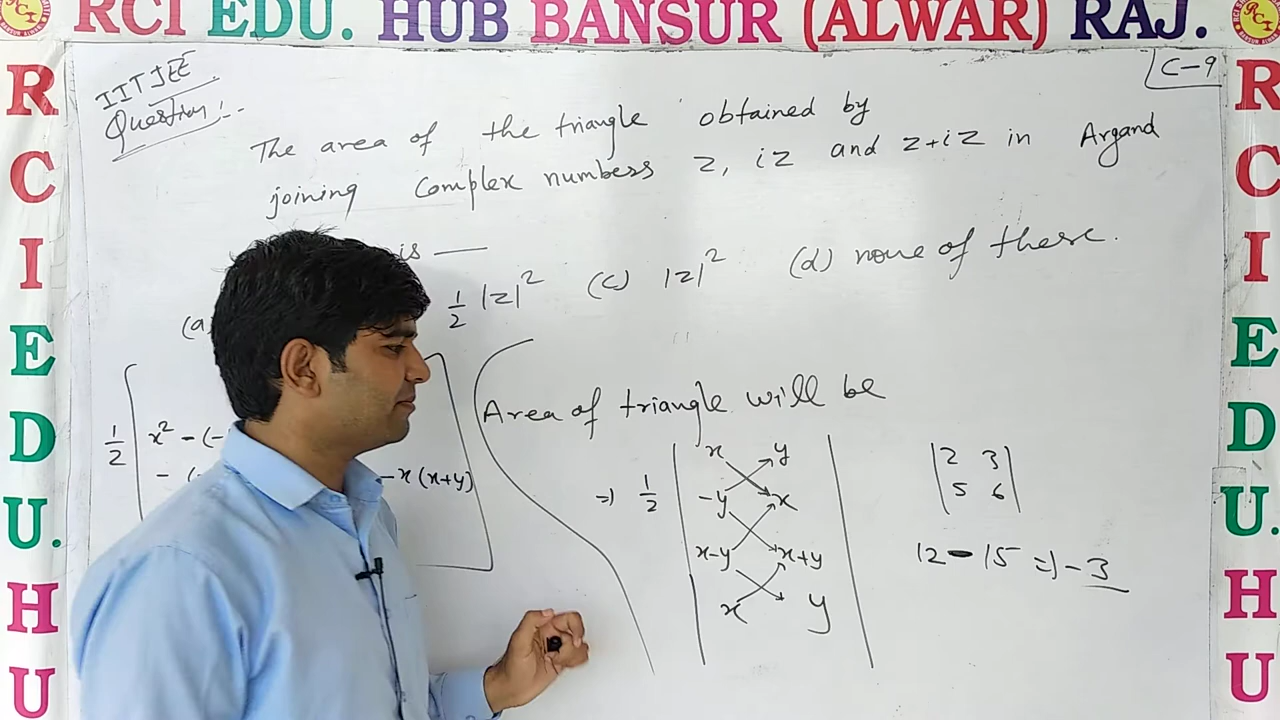 RCI EDU. HUB BANSUR (ALWAR) RAJ.
R
C
I
E
D
U.
H
U
IITJEE
Question:-
C-9
The area of the triangle obtained by
joining complex numbers z, iz and z+iz in Argand
is —
(a) 1/2 |z|² (c) |z|² (d) none of these.
1/2 | x² - (-
- x(x+y)
Area of triangle will be
=> 1/2
x y
-y x
x-y x+y
x y
2 3
5 6
12 - 15 => -3
R
C
I
E
D
U.
H
U